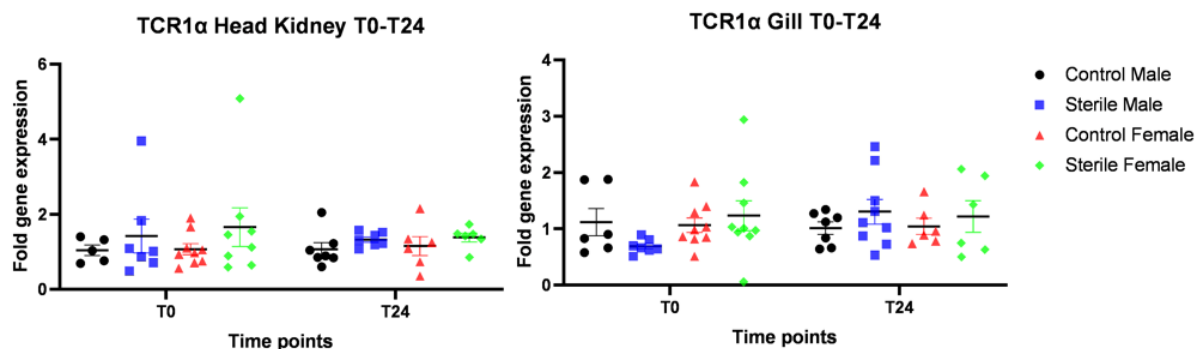 TCR1α Head Kidney T0-T24
Fold gene expression
6
4
2
0
T0
T24
Time points
TCR1α Gill T0-T24
Fold gene expression
4
3
2
1
0
T0
T24
Time points
Control Male
Sterile Male
Control Female
Sterile Female